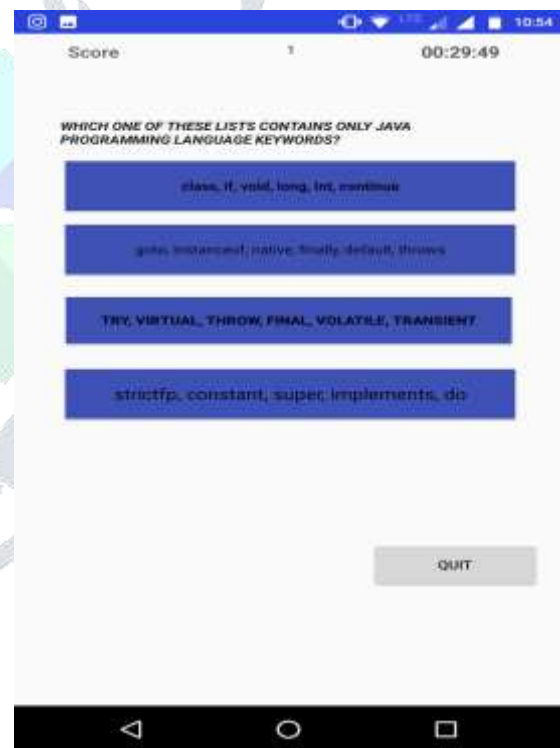 LTE 10:54
Score 1 00:29:49
WHICH ONE OF THESE LISTS CONTAINS ONLY JAVA
PROGRAMMING LANGUAGE KEYWORDS?
class, if, void, long, Int, continue
goto, instanceof, native, finally, default, throws
TRY, VIRTUAL, THROW, FINAL, VOLATILE, TRANSIENT
strictfp, constant, super, implements, do
QUIT